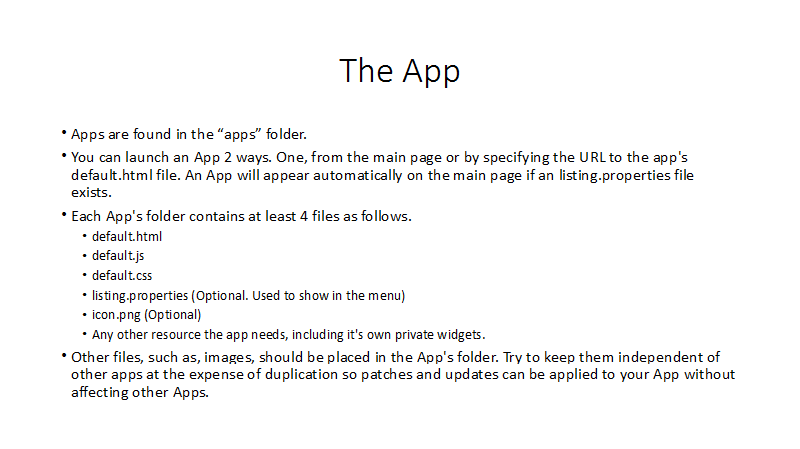 The App
• Apps are found in the “apps” folder.
• You can launch an App 2 ways. One, from the main page or by specifying the URL to the app's
default.html file. An App will appear automatically on the main page if an listing.properties file
exists.
• Each App's folder contains at least 4 files as follows.
• default.html
• default.js
• default.css
• listing.properties (Optional. Used to show in the menu)
• icon.png (Optional)
• Any other resource the app needs, including it's own private widgets.
• Other files, such as, images, should be placed in the App's folder. Try to keep them independent of
other apps at the expense of duplication so patches and updates can be applied to your App without
affecting other Apps.